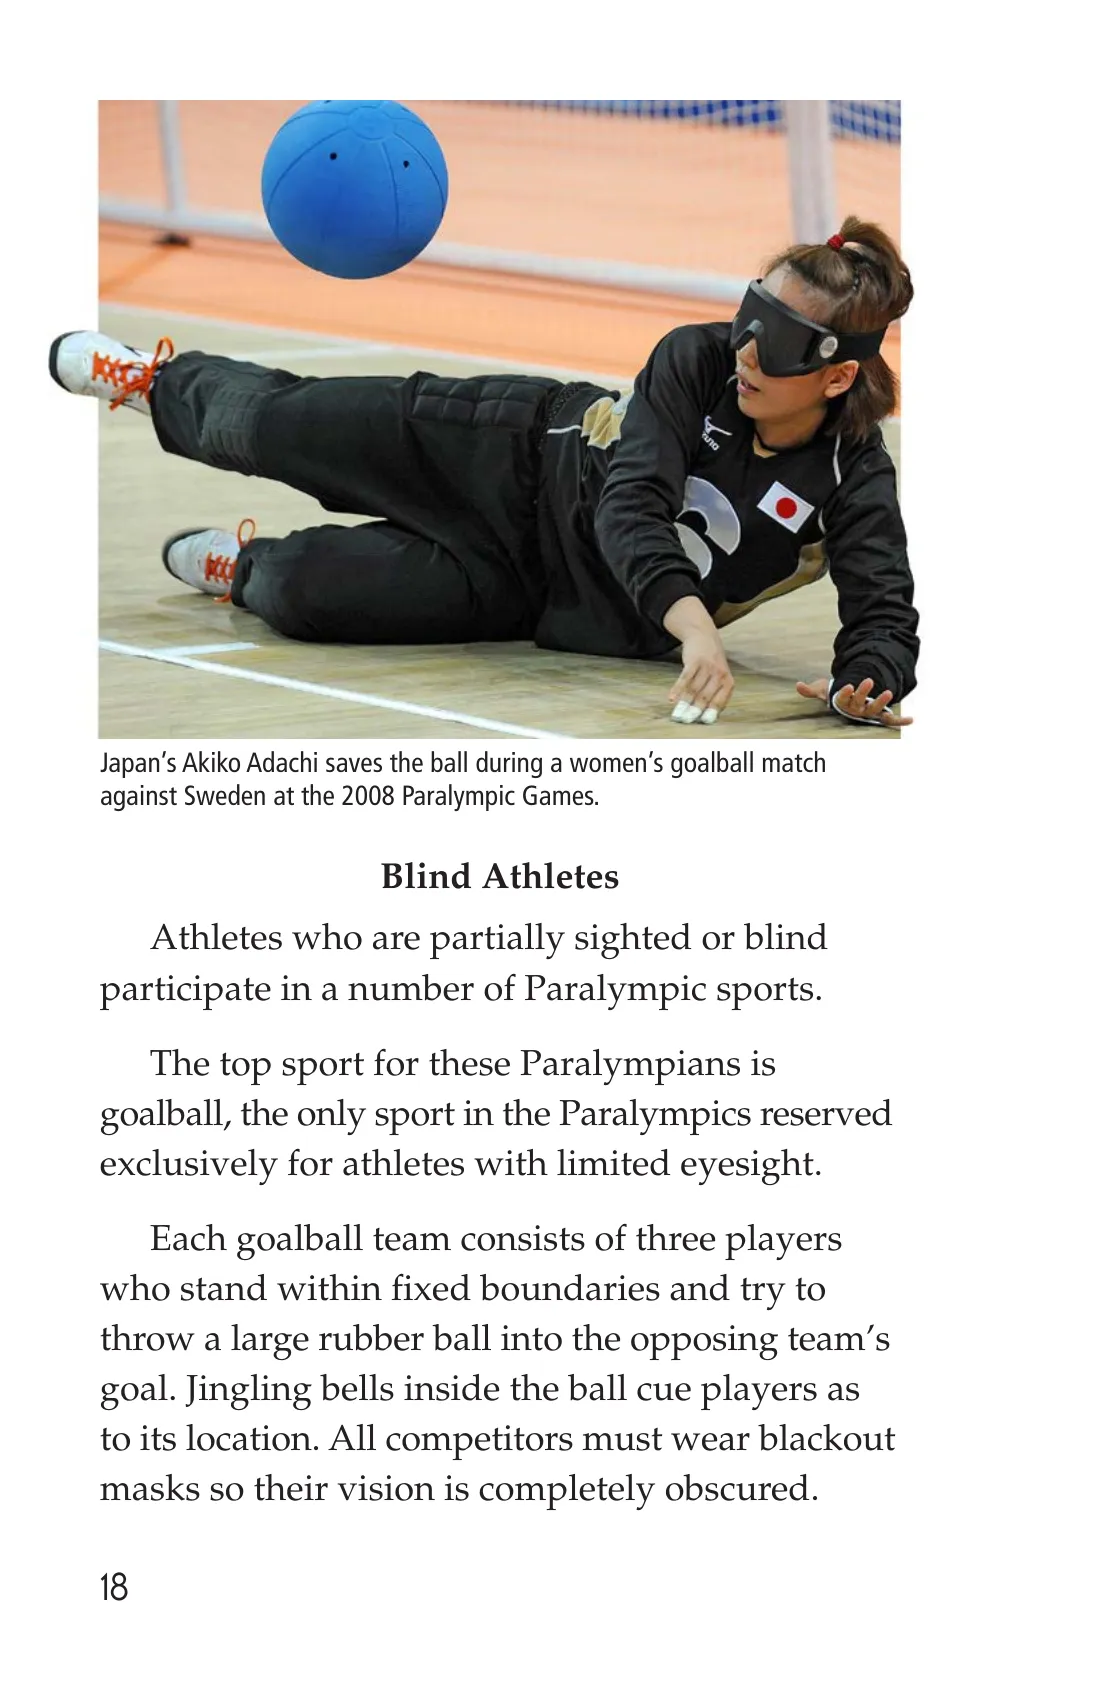 Japan's Akiko Adachi saves the ball during a women's goalball match
against Sweden at the 2008 Paralympic Games.
Blind Athletes
Athletes who are partially sighted or blind
participate in a number of Paralympic sports.
The top sport for these Paralympians is
goalball, the only sport in the Paralympics reserved
exclusively for athletes with limited eyesight.
Each goalball team consists of three players
who stand within fixed boundaries and try to
throw a large rubber ball into the opposing team's
goal. Jingling bells inside the ball cue players as
to its location. All competitors must wear blackout
masks so their vision is completely obscured.
18